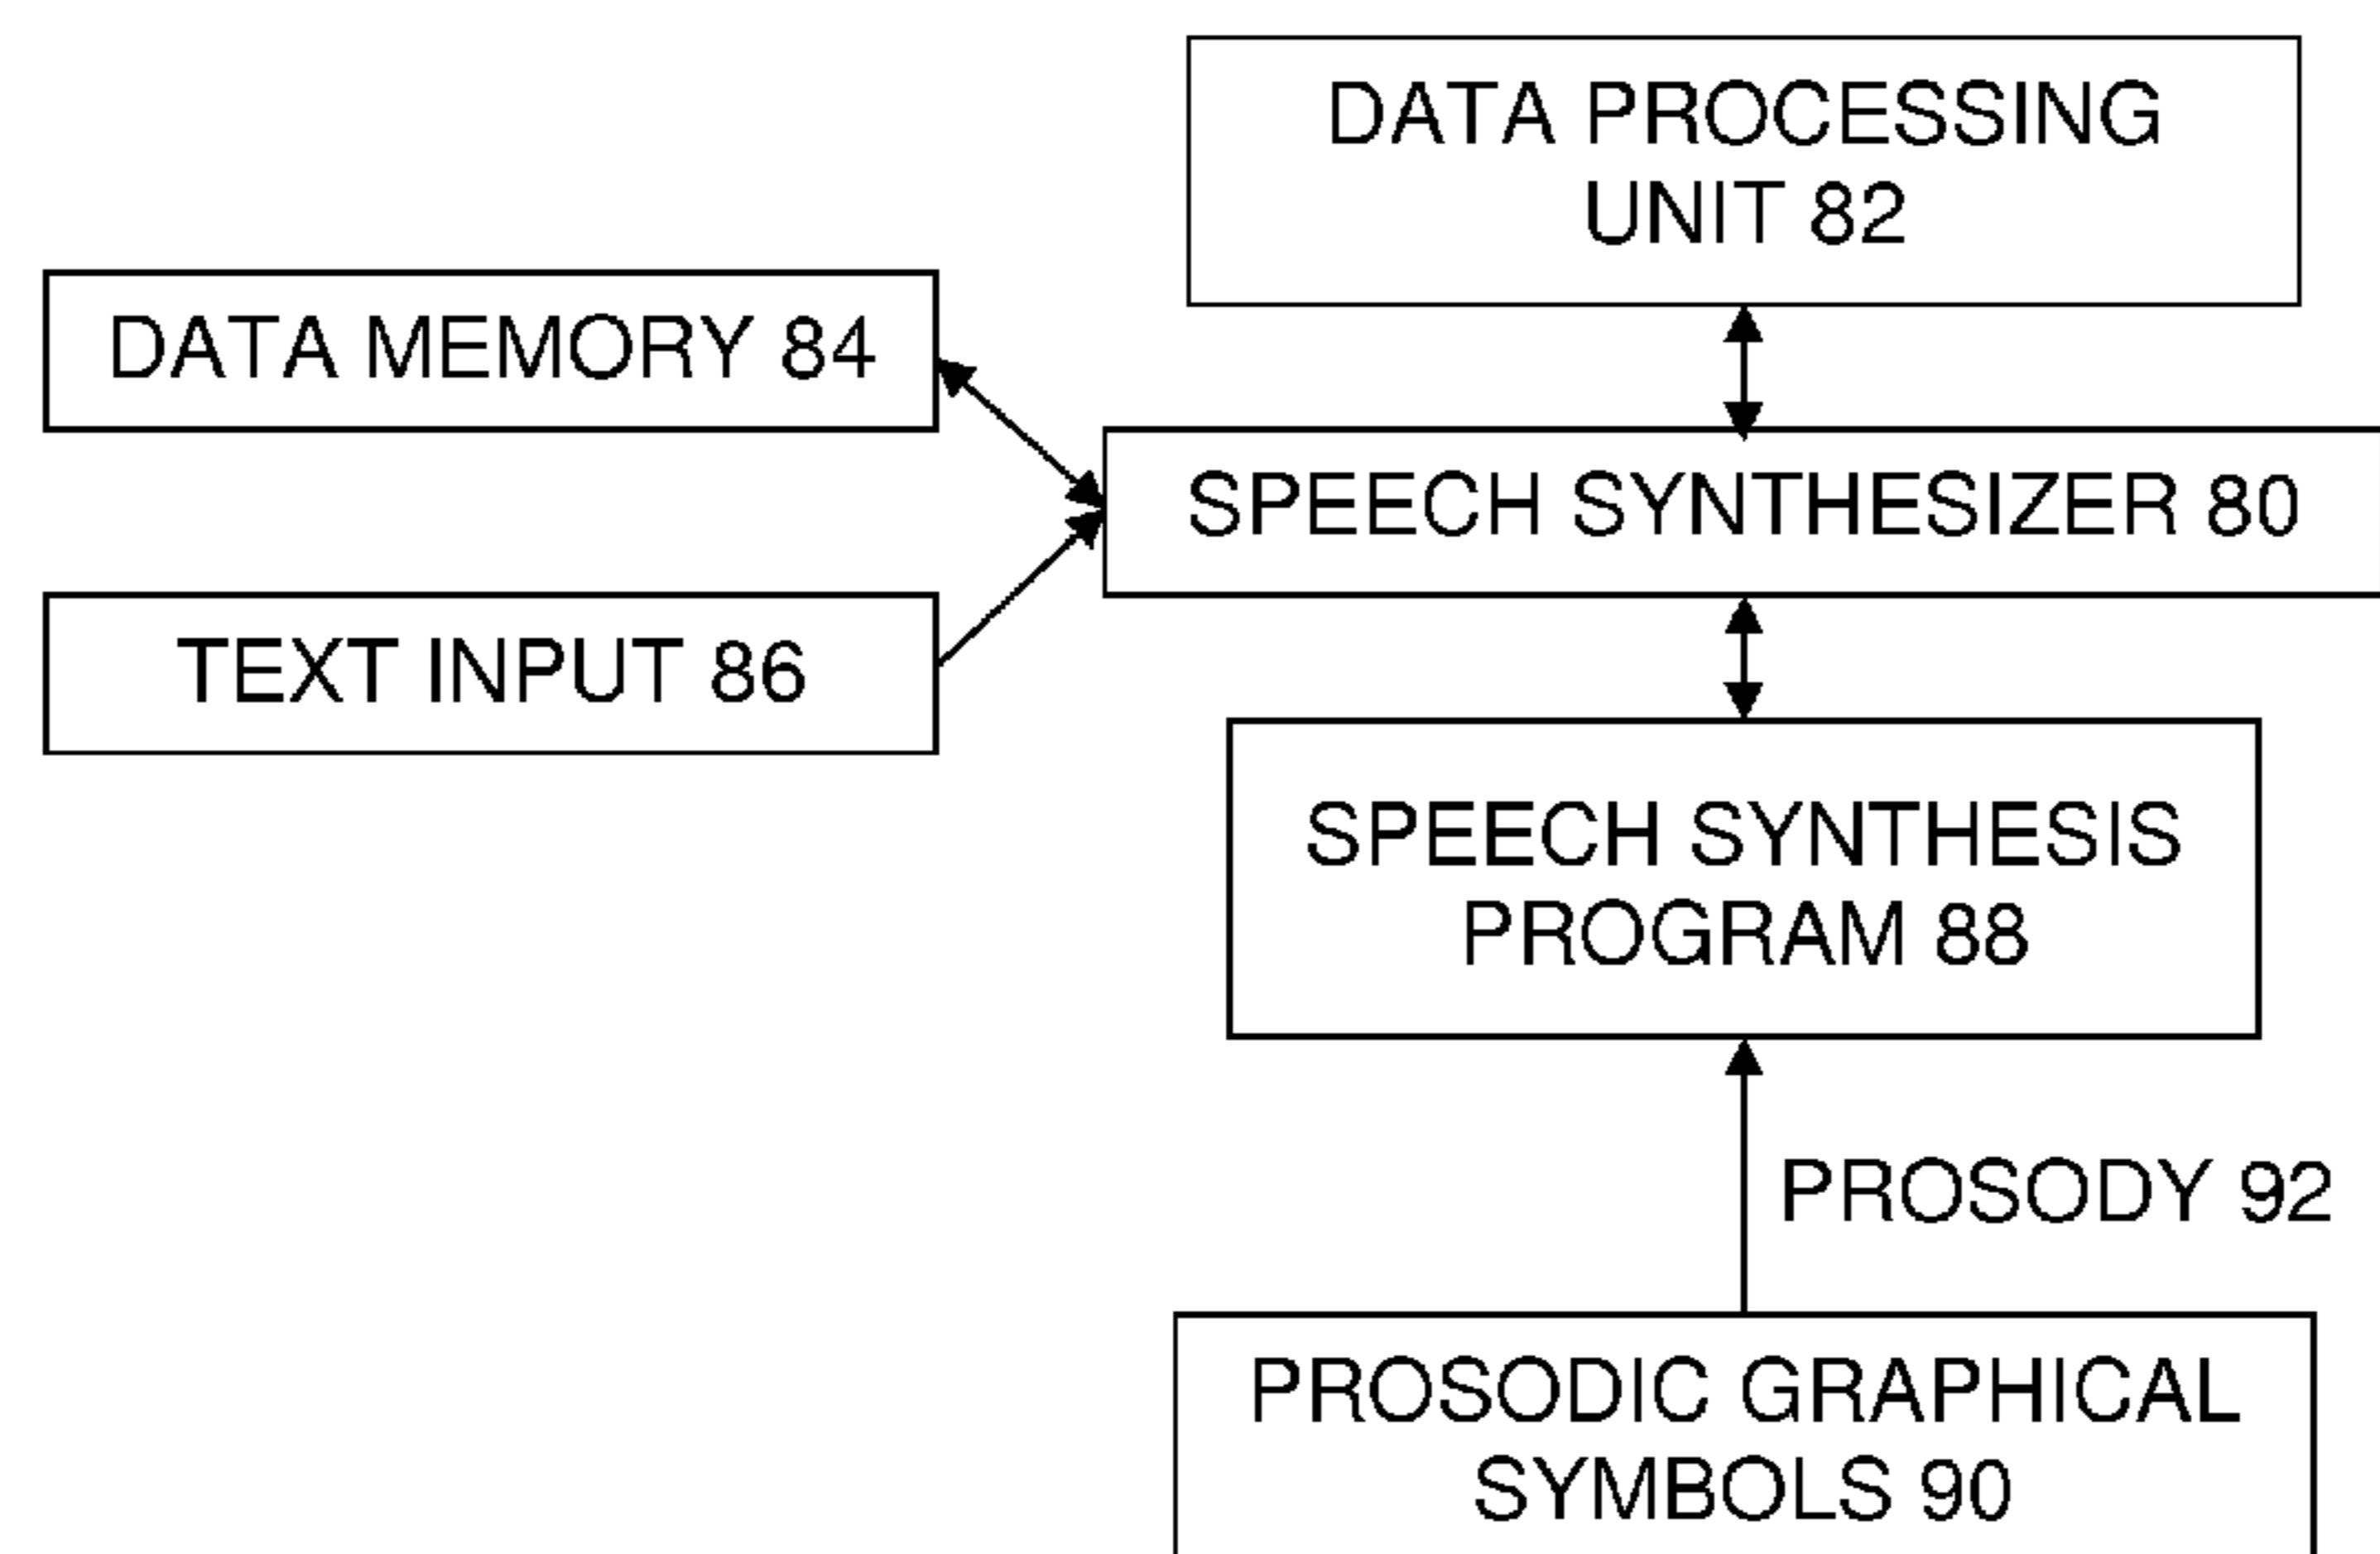 DATA PROCESSING
UNIT 82
DATA MEMORY 84
SPEECH SYNTHESIZER 80
TEXT INPUT 86
SPEECH SYNTHESIS
PROGRAM 88
PROSODY 92
PROSODIC GRAPHICAL
SYMBOLS 90